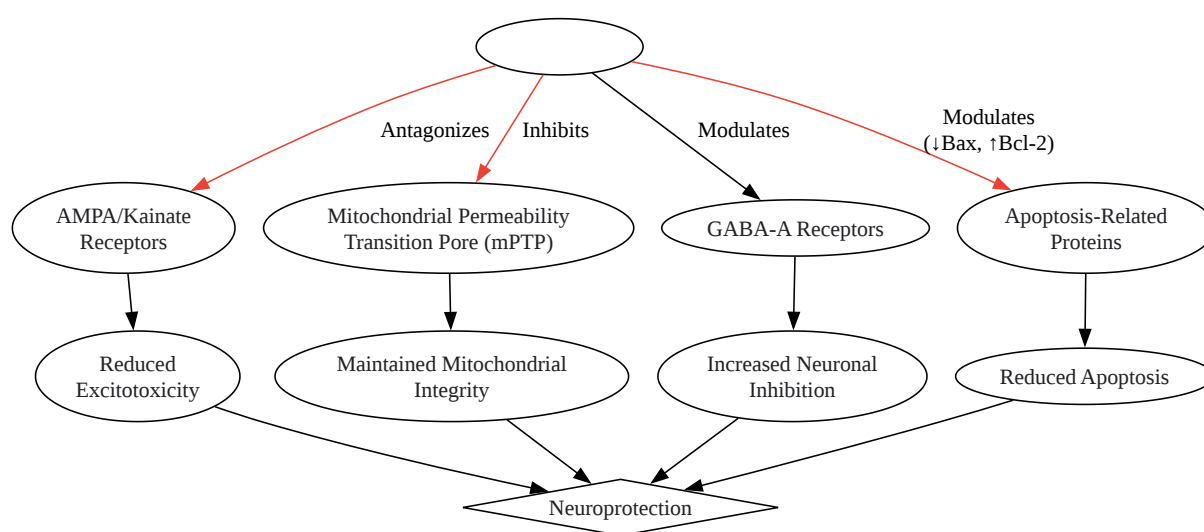 Antagonizes
Inhibits
Modulates
Modulates
(↓Bax, ↑Bcl-2)
AMPA/Kainate
Receptors
Mitochondrial Permeability
Transition Pore (mPTP)
GABA-A Receptors
Apoptosis-Related
Proteins
Reduced
Excitotoxicity
Maintained Mitochondrial
Integrity
Increased Neuronal
Inhibition
Reduced Apoptosis
Neuroprotection